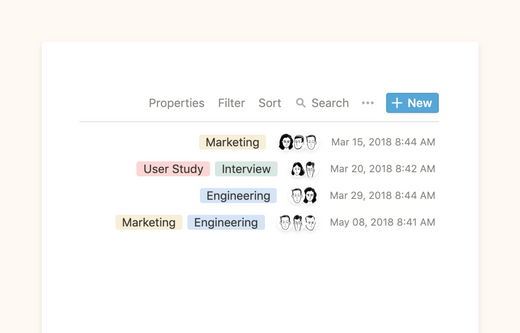 Properties Filter Sort Search ••• + New
Marketing Mar 15, 2018 8:44 AM
User Study Interview Mar 20, 2018 8:42 AM
Engineering Mar 29, 2018 8:44 AM
Marketing Engineering May 08, 2018 8:41 AM